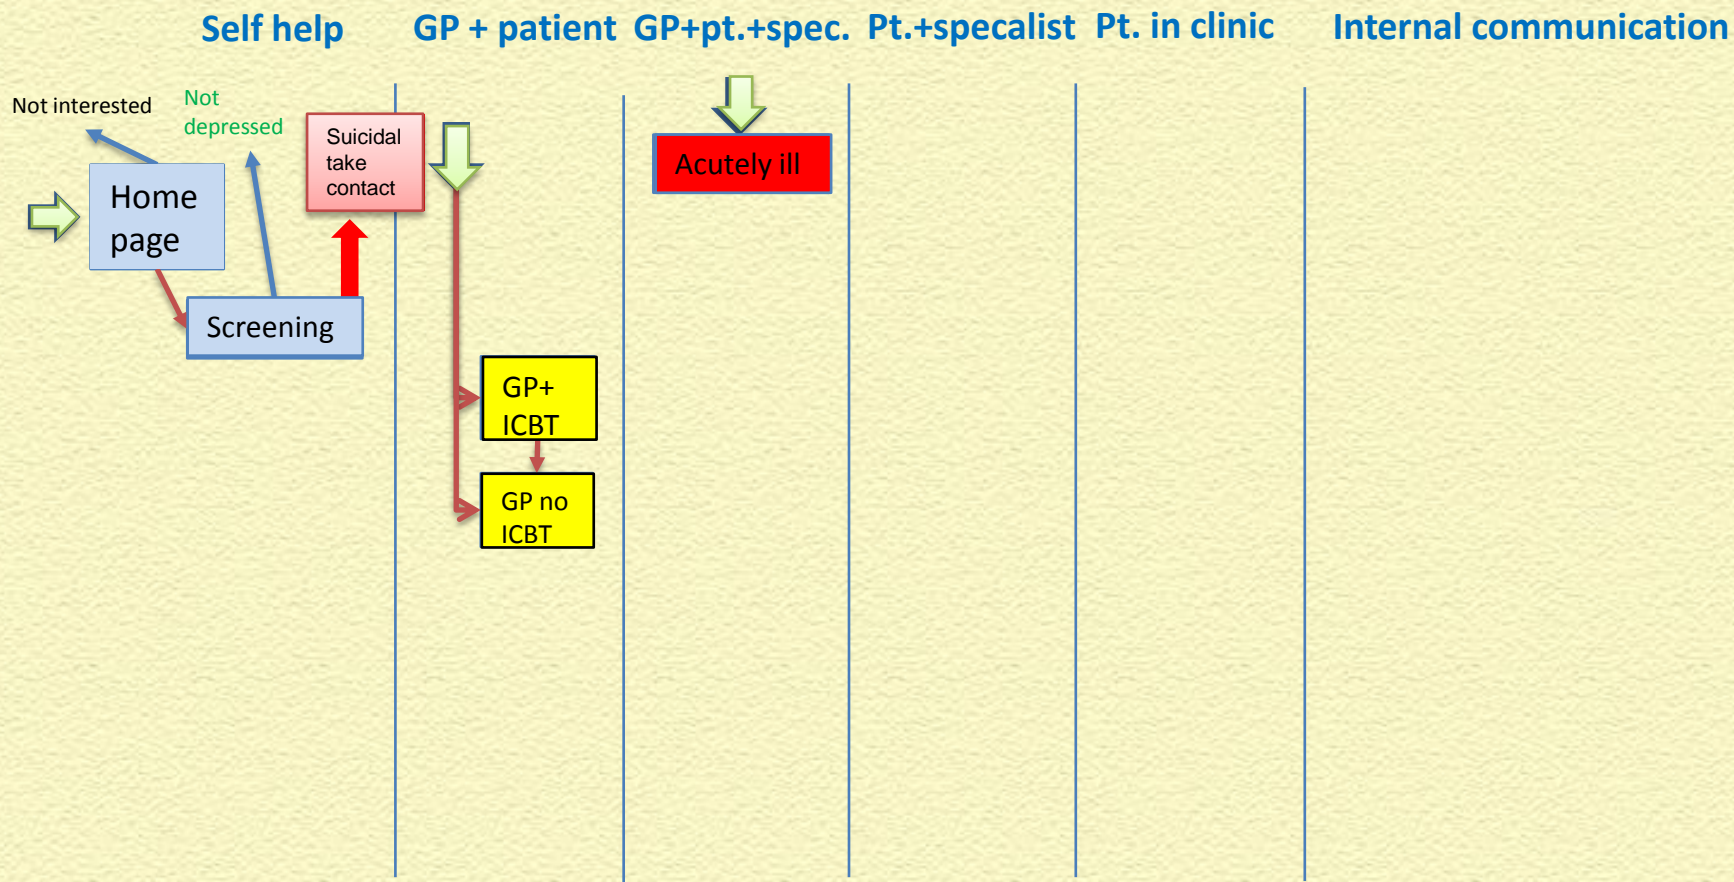 Self help
GP + patient
GP+pt.+spec.
Pt.+specalist
Pt. in clinic
Internal communication
Not interested
Not
depressed
Suicidal
take
contact
Acutely ill
Home
page
Screening
GP+
ICBT
GP no
ICBT